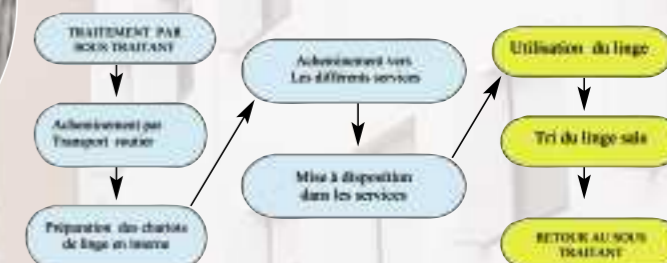 TRAITEMENT PAR
SOUS TRAITANT
Acheminement par
Transport routier
Préparation des chariots
de linge en interne
Acheminement vers
Les différents services
Mise à disposition
dans les services
Utilisation du linge
Tri du linge sale
RETOUR AU SOUS
TRAITANT